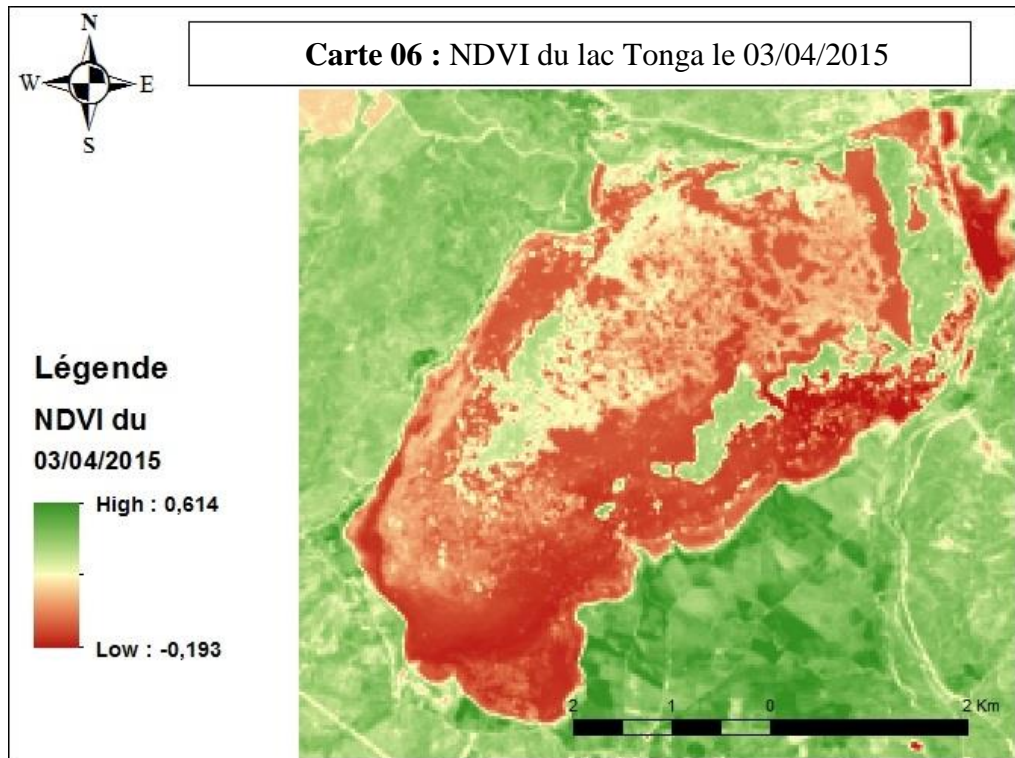 N
Carte 06 : NDVI du lac Tonga le 03/04/2015
W E
S
Légende
NDVI du
03/04/2015
High : 0,614
Low : -0,193
2 1 0 2 Km